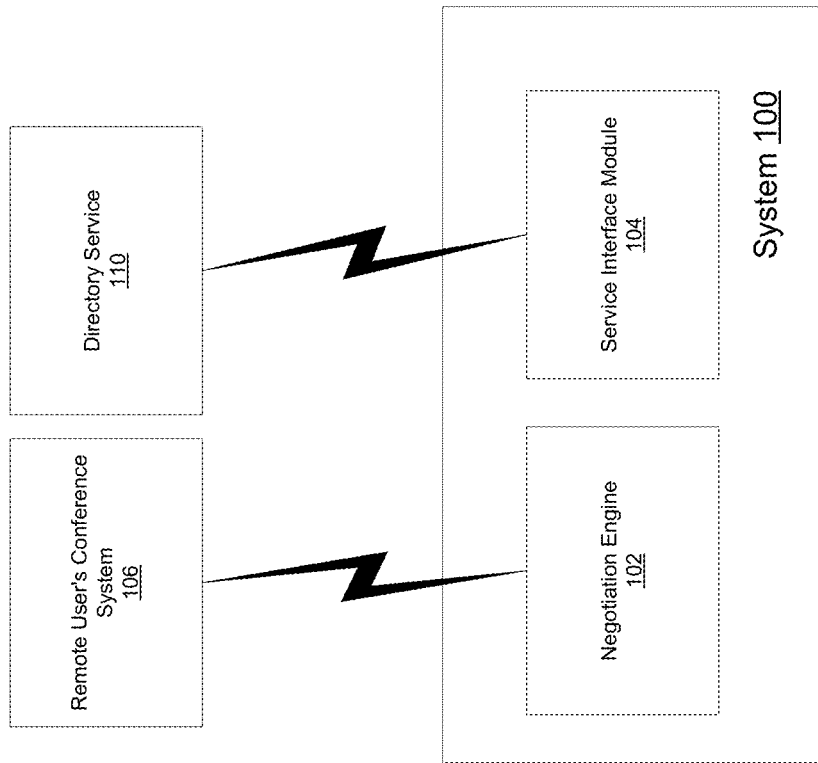 Remote User's Conference
System
106
Directory Service
110
Negotiation Engine
102
Service Interface Module
104
System 100